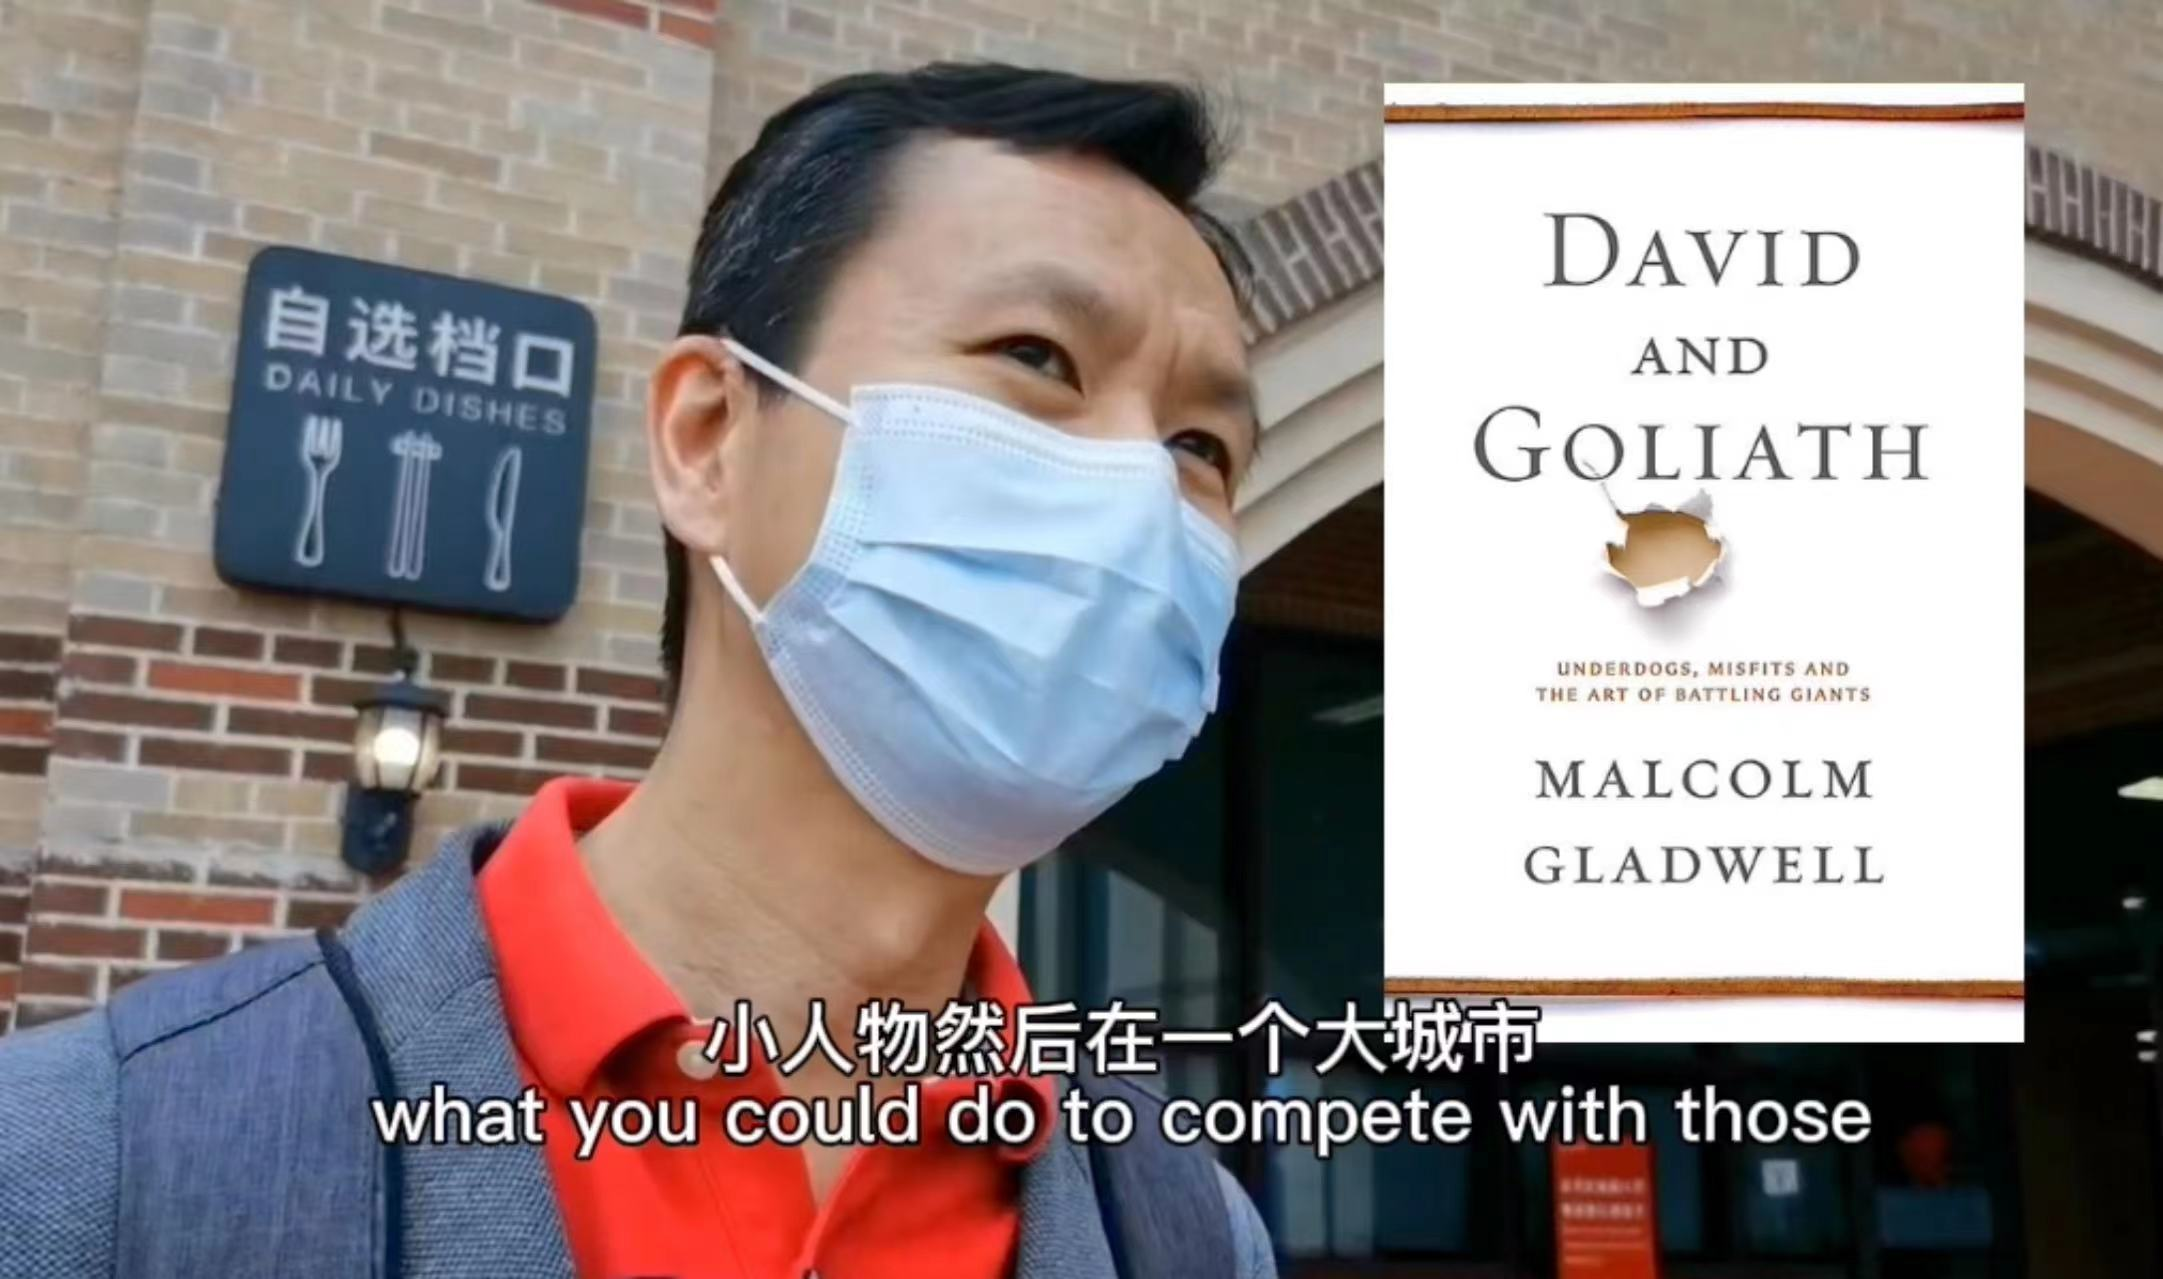 自选档口
DAILY DISHES
DAVID
AND
GOLIATH
UNDERDOGS, MISFITS AND
THE ART OF BATTLING GIANTS
MALCOLM
GLADWELL
小人物然后在一个大城市
what you could do to compete with those